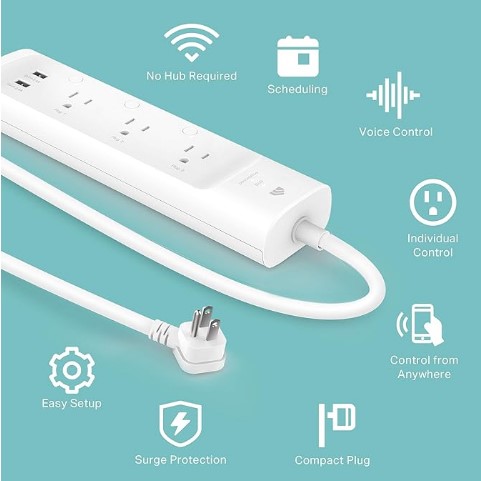 No Hub Required
Scheduling
Voice Control
Individual
Control
Control from
Anywhere
Easy Setup
Surge Protection
Compact Plug